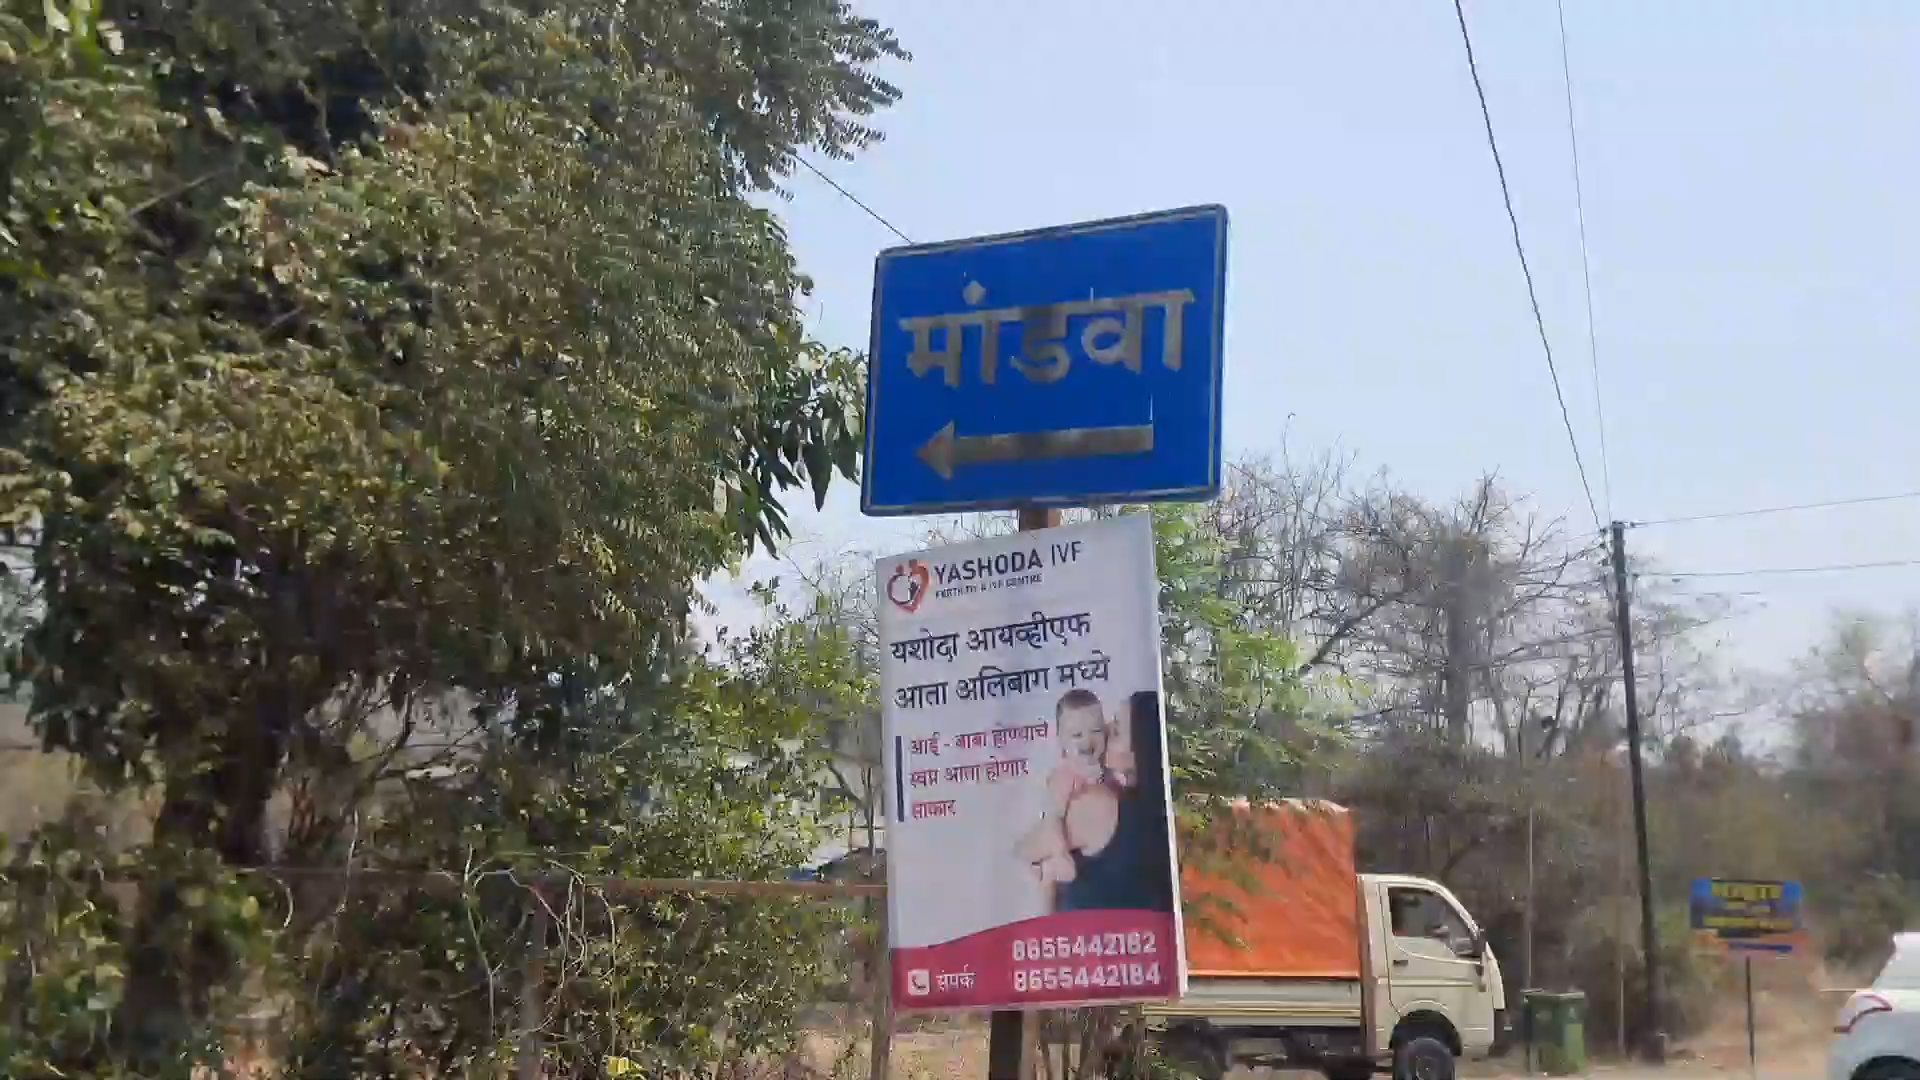 मांडवा
YASHODA IVF
FERTILITY & IVF CENTRE
यशोदा आयव्हीएफ
आता अलिबाग मध्ये
आई - बाबा होण्याचे
स्वप्न आता होणार
साकार
8655442182
संपर्क 8655442184